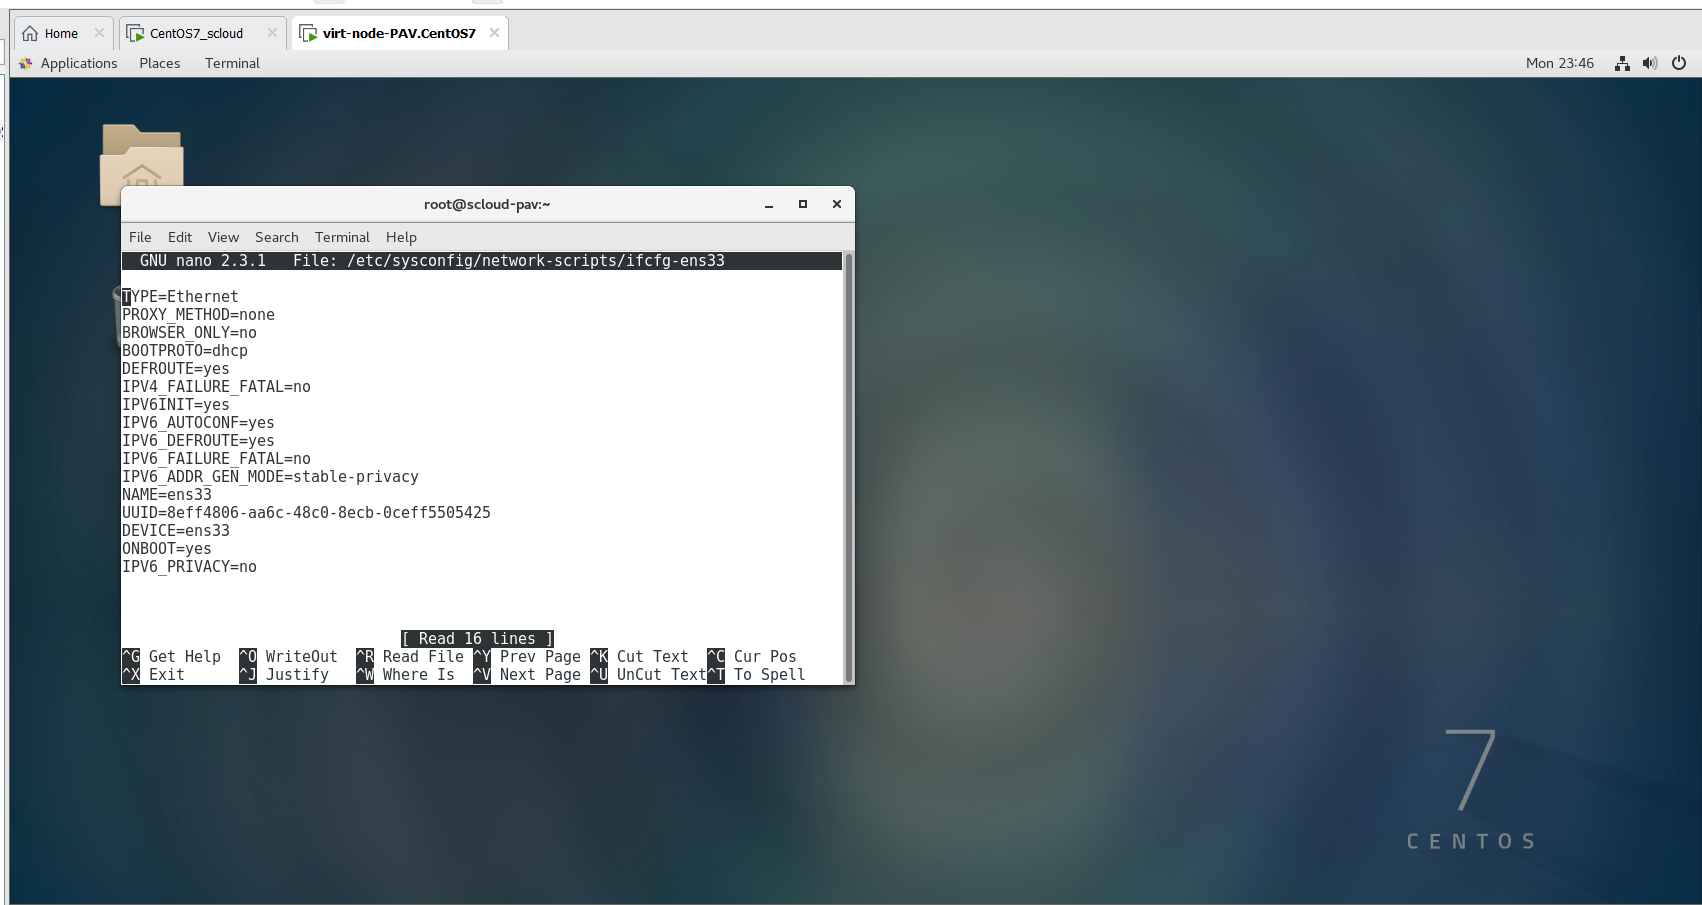 Home
CentOS7_scloud
virt-node-PAV.CentOS7
Applications Places Terminal
Mon 23:46
root@scloud-pav:~
File Edit View Search Terminal Help
GNU nano 2.3.1 File: /etc/sysconfig/network-scripts/ifcfg-ens33
TYPE=Ethernet
PROXY_METHOD=none
BROWSER_ONLY=no
BOOTPROTO=dhcp
DEFROUTE=yes
IPV4_FAILURE_FATAL=no
IPV6INIT=yes
IPV6_AUTOCONF=yes
IPV6_DEFROUTE=yes
IPV6_FAILURE_FATAL=no
IPV6_ADDR_GEN_MODE=stable-privacy
NAME=ens33
UUID=8eff4806-aa6c-48c0-8ecb-0ceff5505425
DEVICE=ens33
ONBOOT=yes
IPV6_PRIVACY=no
[ Read 16 lines ]
^G Get Help ^O WriteOut ^R Read File ^Y Prev Page ^K Cut Text ^C Cur Pos
^X Exit ^J Justify ^W Where Is ^V Next Page ^U UnCut Text ^T To Spell
7
CENTOS